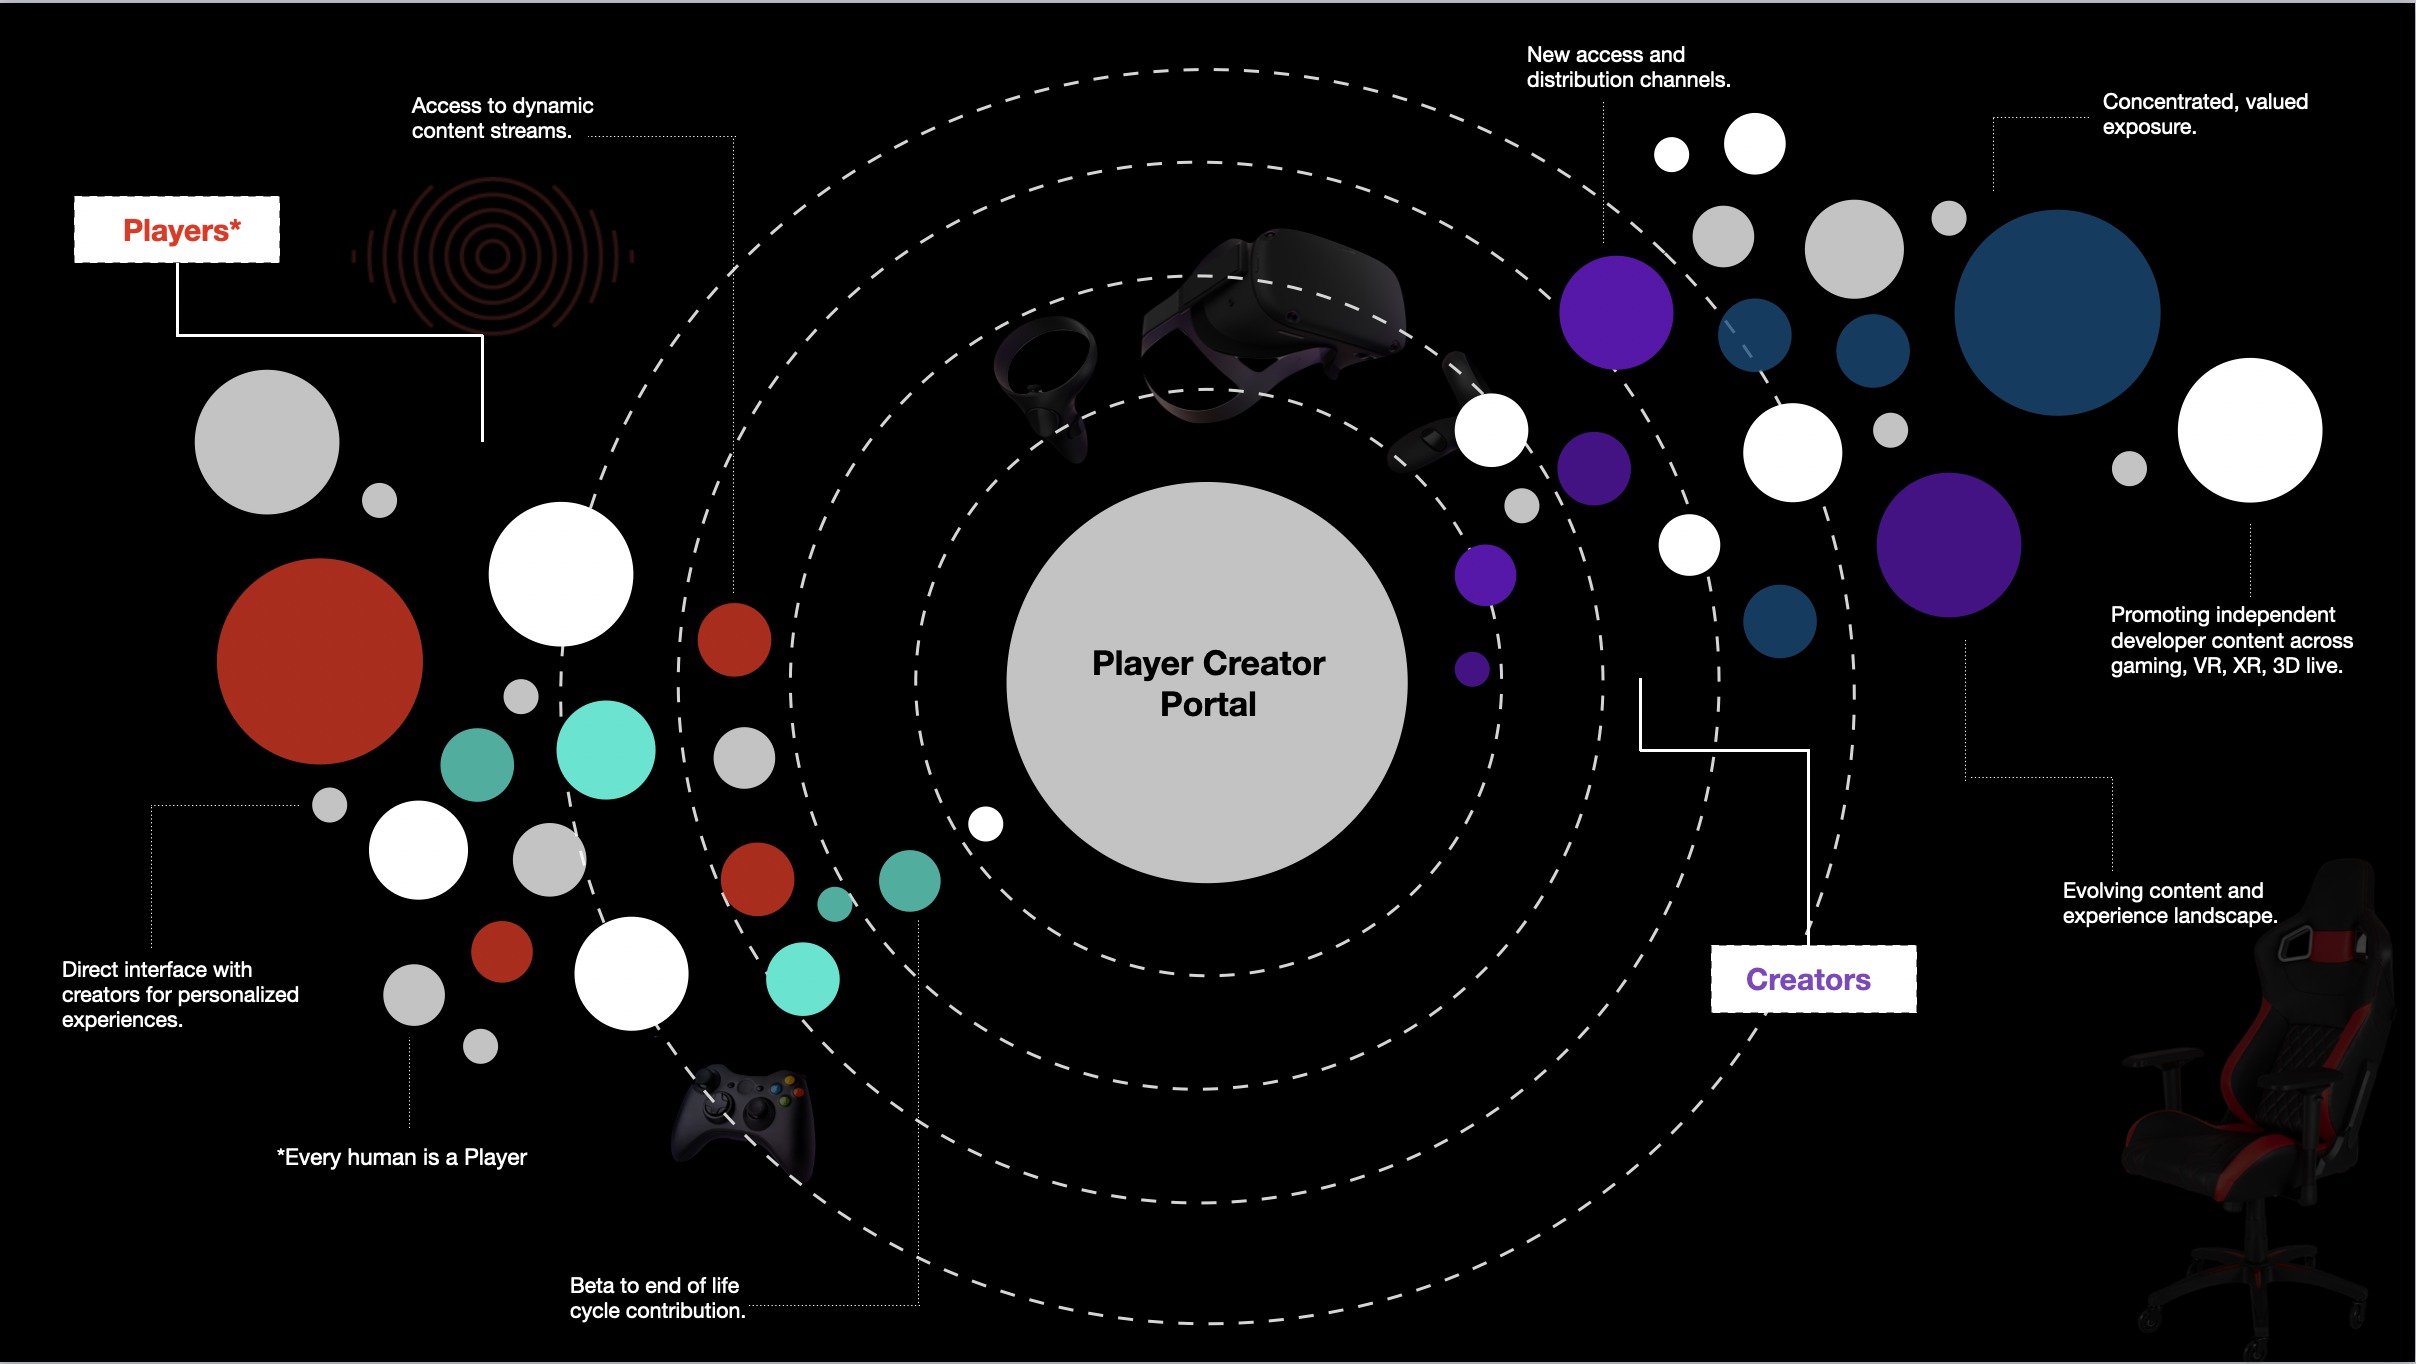 New access and
distribution channels.
Concentrated, valued
exposure.
Access to dynamic
content streams.
Players*
Player Creator
Portal
Promoting independent
developer content across
gaming, VR, XR, 3D live.
Evolving content and
experience landscape.
Creators
Direct interface with
creators for personalized
experiences.
*Every human is a Player
Beta to end of life
cycle contribution.